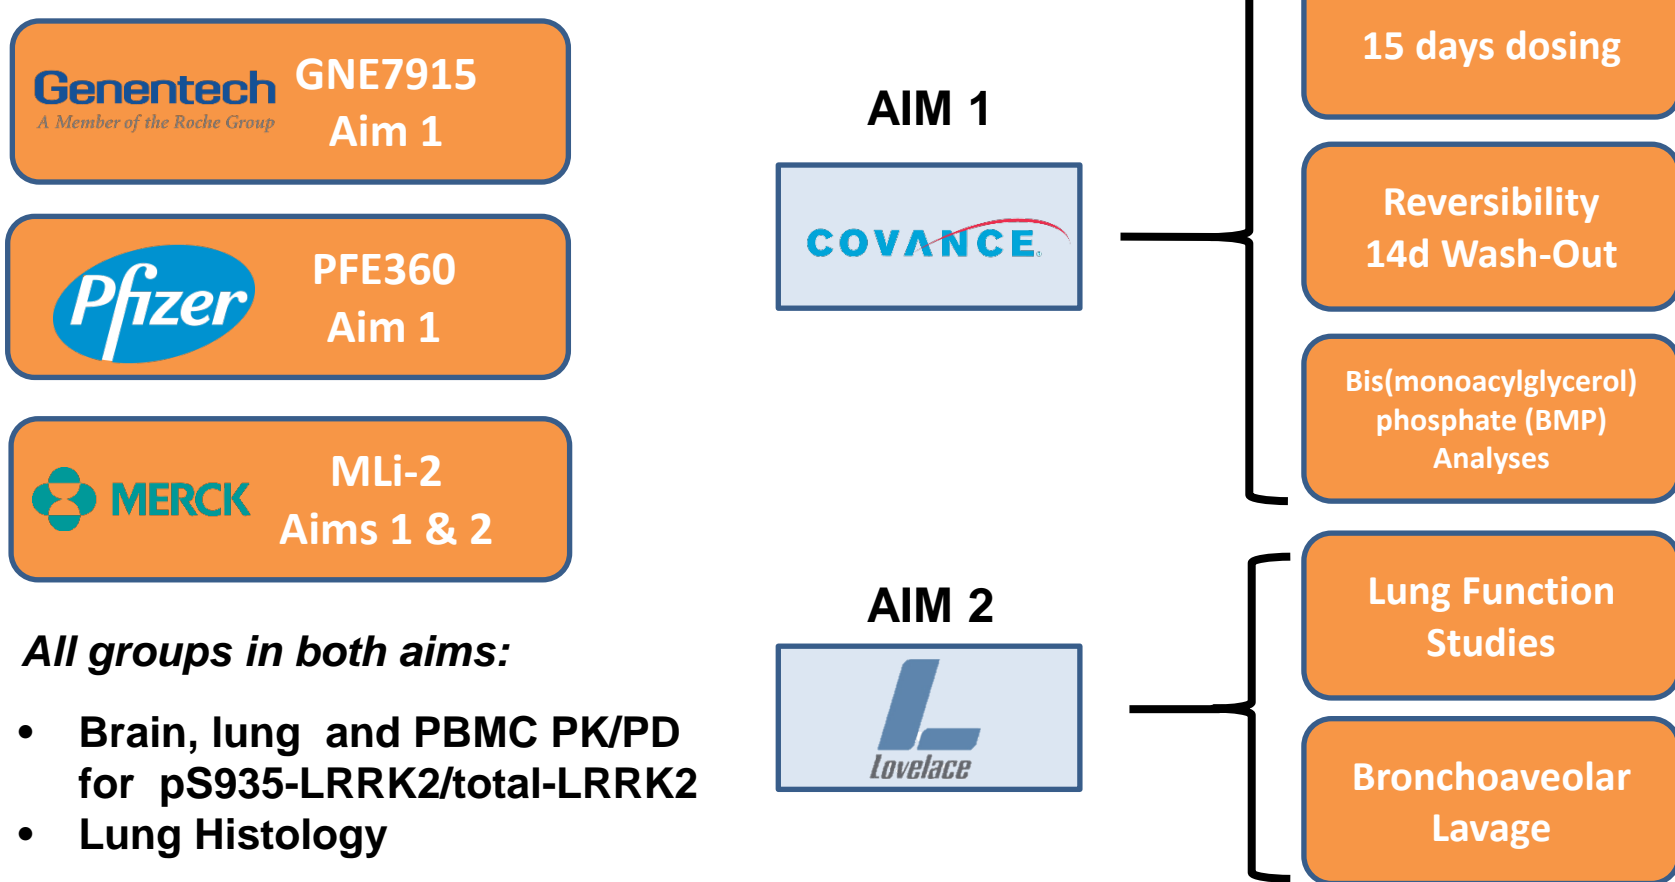 Genentech
A Member of the Roche Group
GNE7915
Aim 1
Pfizer
PFE360
Aim 1
MERCK
MLi-2
Aims 1 & 2
All groups in both aims:
• Brain, lung and PBMC PK/PD
for pS935-LRRK2/total-LRRK2
• Lung Histology
AIM 1
COVANCE®
15 days dosing
Reversibility
14d Wash-Out
Bis(monoacylglycerol)
phosphate (BMP)
Analyses
AIM 2
Lovelace
Lung Function
Studies
Bronchoaveolar
Lavage